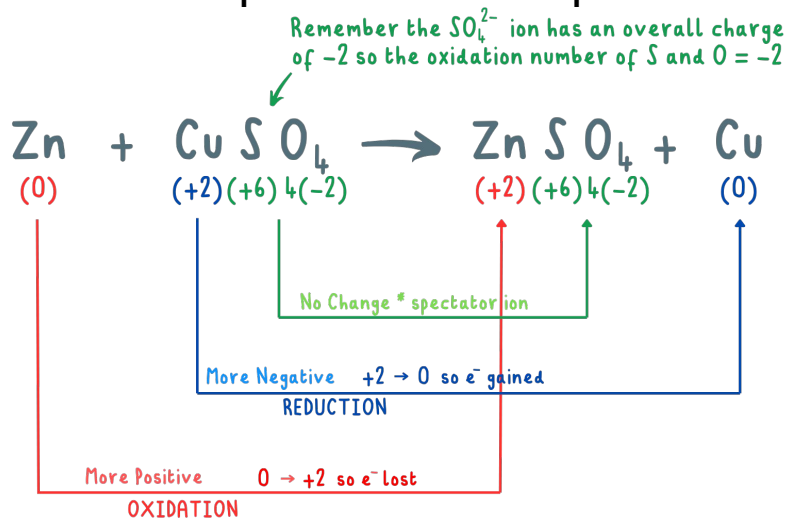 Remember the SO₄²⁻ ion has an overall charge
of -2 so the oxidation number of S and O = -2
Zn + CuSO₄ → ZnSO₄ + Cu
(0) (+2)(+6) 4(-2) (+2)(+6) 4(-2) (0)
No Change * spectator ion
More Negative +2 → 0 so e⁻ gained
REDUCTION
More Positive 0 → +2 so e⁻ lost
OXIDATION